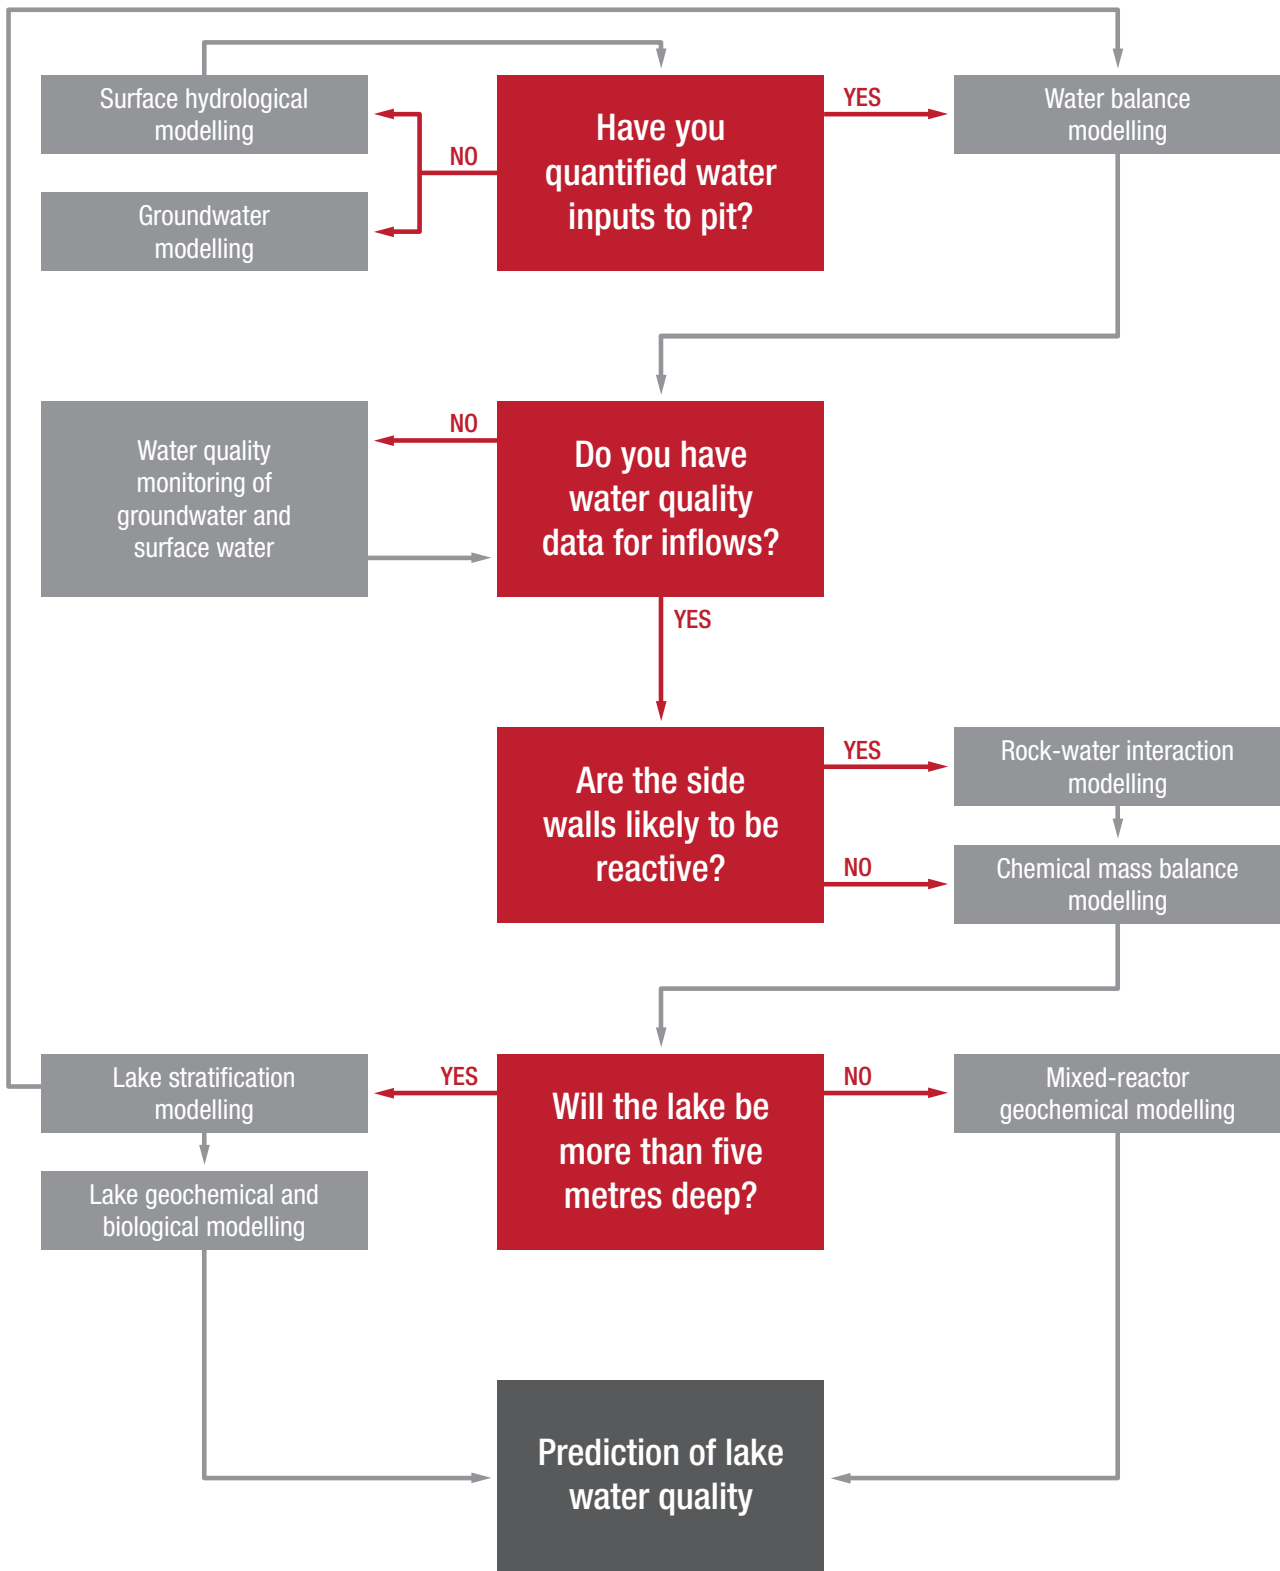 Surface hydrological
modelling
NO
Groundwater
modelling
Have you
quantified water
inputs to pit?
YES
Water balance
modelling
Water quality
monitoring of
groundwater and
surface water
NO
Do you have
water quality
data for inflows?
YES
Are the side
walls likely to be
reactive?
YES
Rock-water interaction
modelling
NO
Chemical mass balance
modelling
Lake stratification
modelling
YES
Lake geochemical and
biological modelling
Will the lake be
more than five
metres deep?
NO
Mixed-reactor
geochemical modelling
Prediction of lake
water quality